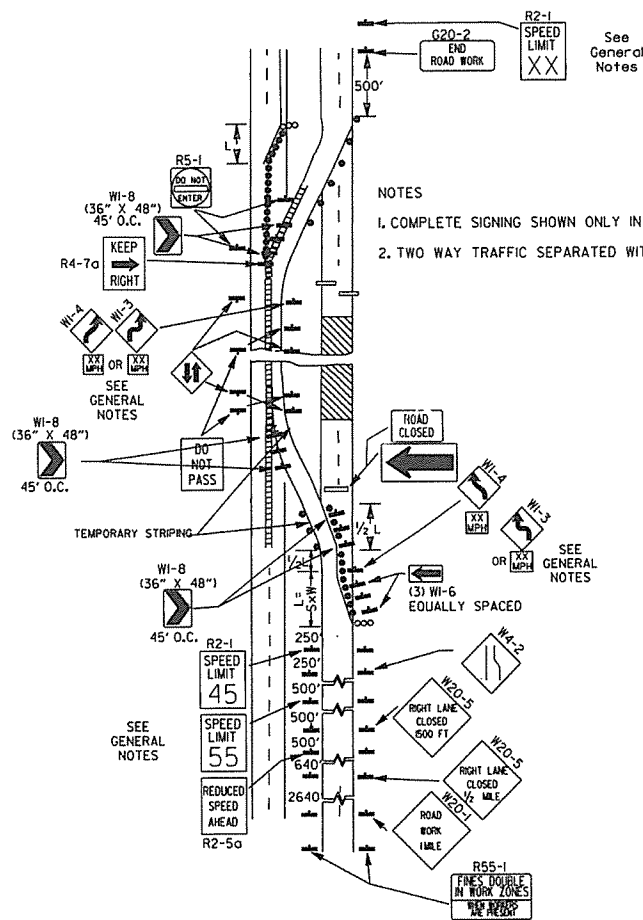 R2-1
SPEED
LIMIT
XX
See
General
Notes
G20-2
END
ROAD WORK
500'
L
R5-1
DO NOT
ENTER
W1-8
(36" X 48")
45' O.C.
KEEP
RIGHT
R4-7a
NOTES
1. COMPLETE SIGNING SHOWN ONLY IN
2. TWO WAY TRAFFIC SEPARATED WIT
W1-4
W1-3
XX
MPH
OR
XX
MPH
SEE
GENERAL
NOTES
W1-8
(36" X 48")
45' O.C.
DO
NOT
PASS
ROAD
CLOSED
W1-4
XX
MPH
W1-3
OR
XX
MPH
SEE
GENERAL
NOTES
TEMPORARY STRIPING
1/2 L
1/2L
L=
S×W
W1-8
(36" X 48")
45' O.C.
(3) W1-6
EQUALLY SPACED
R2-1
SPEED
LIMIT
45
250'
250'
500'
500'
500'
640'
2640'
W4-2
SEE
GENERAL
NOTES
SPEED
LIMIT
55
W20-5
RIGHT LANE
CLOSED
1500 FT
REDUCED
SPEED
AHEAD
R2-5a
W20-5
RIGHT LANE
CLOSED
1/2 MILE
W20-1
ROAD
WORK
1 MILE
R55-1
FINES DOUBLE
IN WORK ZONES
WHEN WORKERS
ARE PRESENT